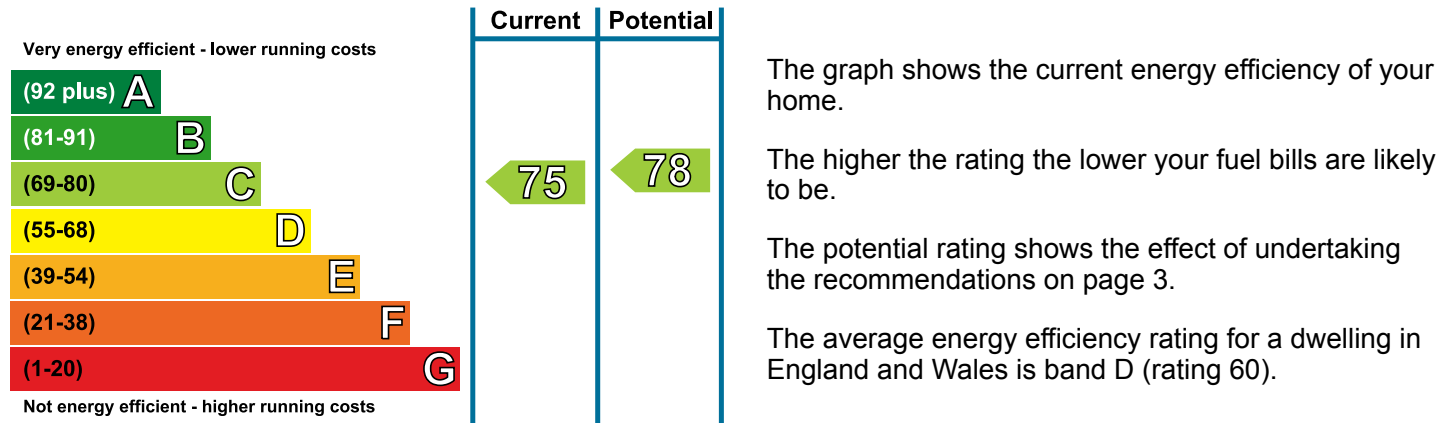 Current Potential
Very energy efficient - lower running costs
(92 plus) A
(81-91) B
(69-80) C
(55-68) D
(39-54) E
(21-38) F
(1-20) G
Not energy efficient - higher running costs
75
78
The graph shows the current energy efficiency of your
home.
The higher the rating the lower your fuel bills are likely
to be.
The potential rating shows the effect of undertaking
the recommendations on page 3.
The average energy efficiency rating for a dwelling in
England and Wales is band D (rating 60).